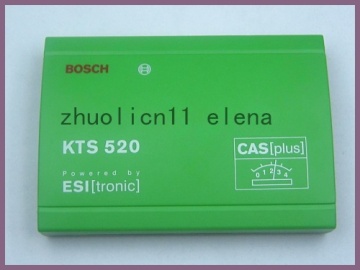 BOSCH
zhuolicn11 elena
KTS 520
CAS[plus]
Powered by
ESI[tronic]
0 1 2 3 4